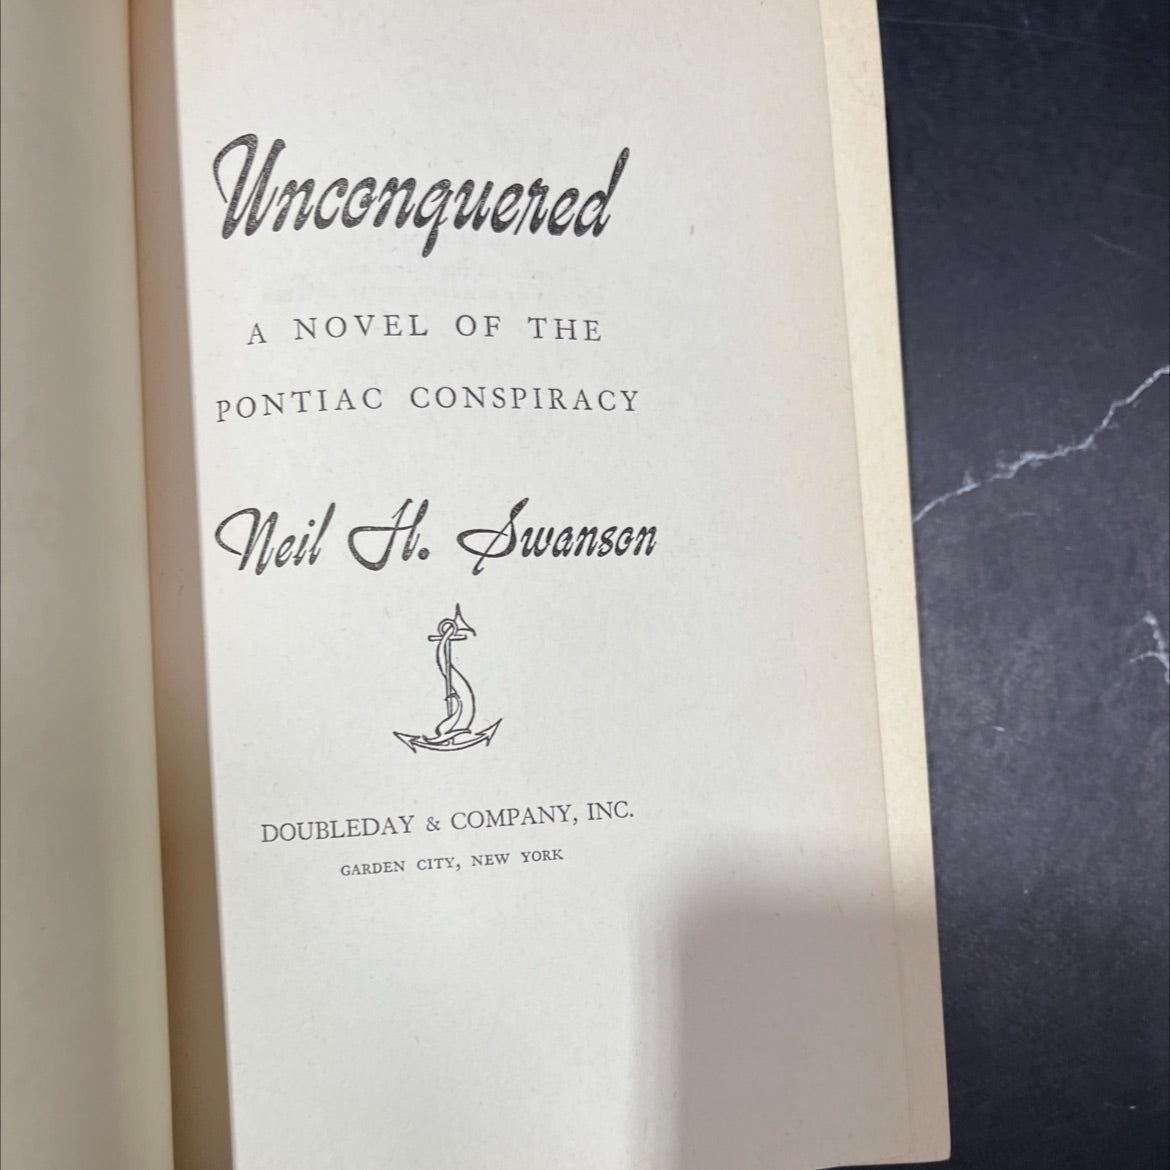 Unconquered
A NOVEL OF THE
PONTIAC CONSPIRACY
Neil H. Swanson
DOUBLEDAY & COMPANY, INC.
GARDEN CITY, NEW YORK